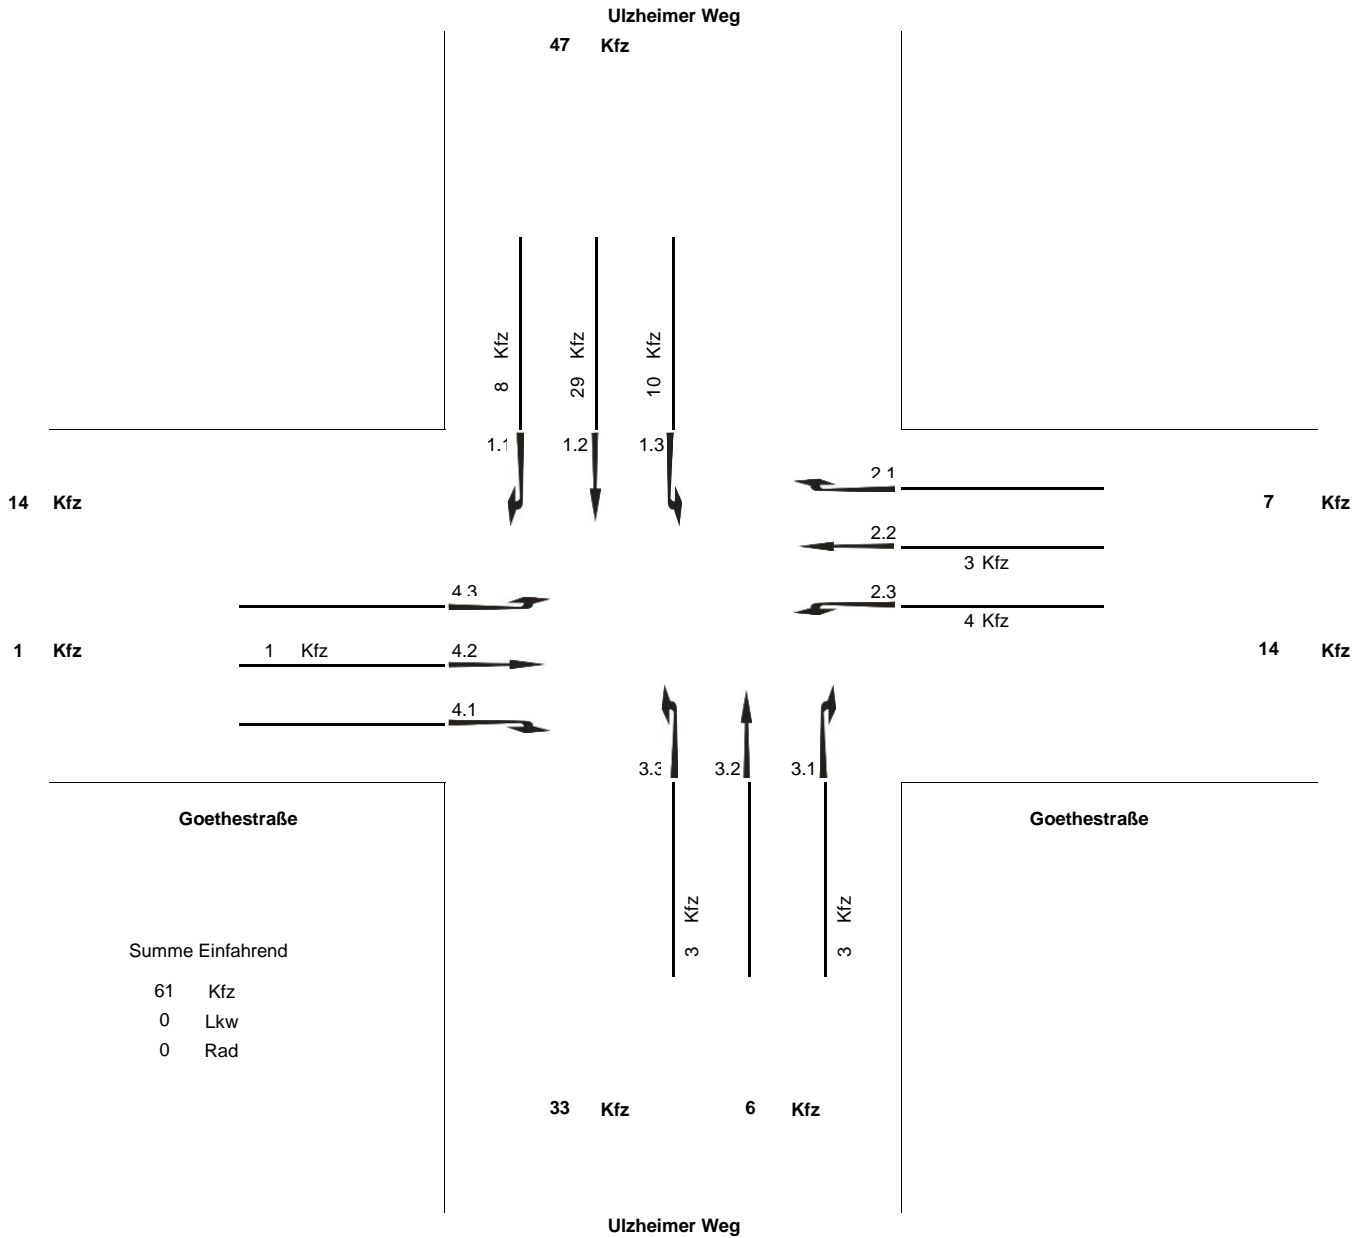 Ulzheimer Weg
47 Kfz
8 Kfz
29 Kfz
10 Kfz
1.1
1.2
1.3
2.1
14 Kfz
7 Kfz
2.2
3 Kfz
4.3
2.3
4 Kfz
1 Kfz
1 Kfz
4.2
14 Kfz
4.1
3.3
3.2
3.1
Goethestraße
Goethestraße
3 Kfz
3 Kfz
Summe Einfahrend
61 Kfz
0 Lkw
0 Rad
33 Kfz
6 Kfz
Ulzheimer Weg